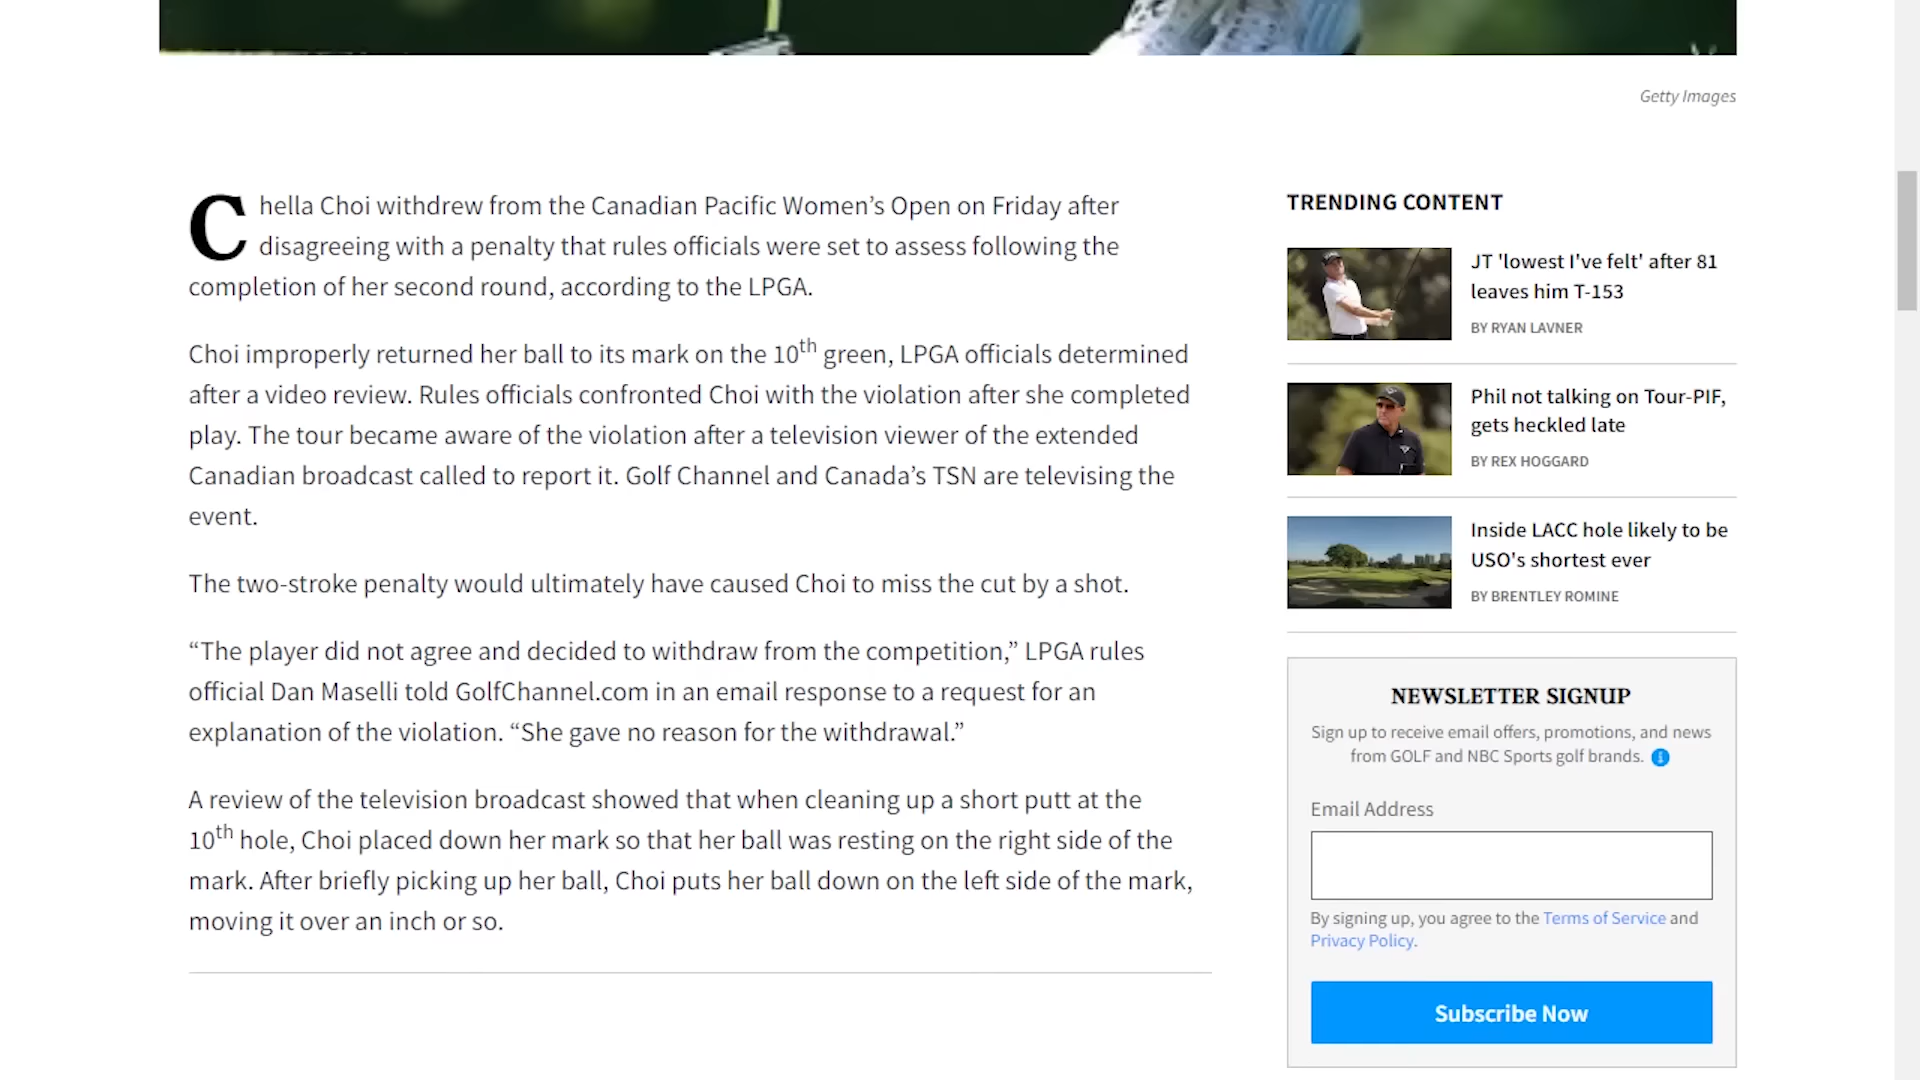 Getty Images
Chella Choi withdrew from the Canadian Pacific Women’s Open on Friday after
disagreeing with a penalty that rules officials were set to assess following the
completion of her second round, according to the LPGA.
Choi improperly returned her ball to its mark on the 10th green, LPGA officials determined
after a video review. Rules officials confronted Choi with the violation after she completed
play. The tour became aware of the violation after a television viewer of the extended
Canadian broadcast called to report it. Golf Channel and Canada’s TSN are televising the
event.
The two-stroke penalty would ultimately have caused Choi to miss the cut by a shot.
“The player did not agree and decided to withdraw from the competition,” LPGA rules
official Dan Maselli told GolfChannel.com in an email response to a request for an
explanation of the violation. “She gave no reason for the withdrawal.”
A review of the television broadcast showed that when cleaning up a short putt at the
10th hole, Choi placed down her mark so that her ball was resting on the right side of the
mark. After briefly picking up her ball, Choi puts her ball down on the left side of the mark,
moving it over an inch or so.
TRENDING CONTENT
JT 'lowest I've felt' after 81
leaves him T-153
BY RYAN LAVNER
Phil not talking on Tour-PIF,
gets heckled late
BY REX HOGGARD
Inside LACC hole likely to be
USO's shortest ever
BY BRENTLEY ROMINE
NEWSLETTER SIGNUP
Sign up to receive email offers, promotions, and news
from GOLF and NBC Sports golf brands.
Email Address
By signing up, you agree to the Terms of Service and
Privacy Policy.
Subscribe Now